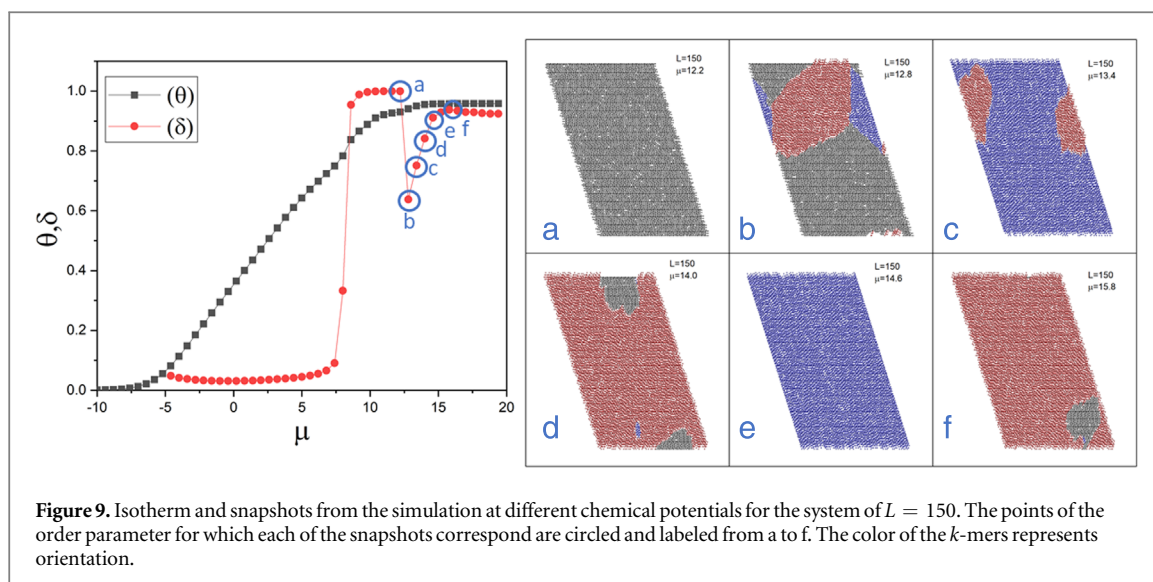 (θ)
(δ)
1.0
0.8
0.6
0.4
0.2
0.0
θ,δ
-10
-5
0
5
10
15
20
μ
a
b
c
d
e
f
L=150
μ=12.2
a
L=150
μ=12.8
b
L=150
μ=13.4
c
L=150
μ=14.0
d
L=150
μ=14.6
e
L=150
μ=15.8
f
Figure 9. Isotherm and snapshots from the simulation at different chemical potentials for the system of L = 150. The points of the
order parameter for which each of the snapshots correspond are circled and labeled from a to f. The color of the k-mers represents
orientation.